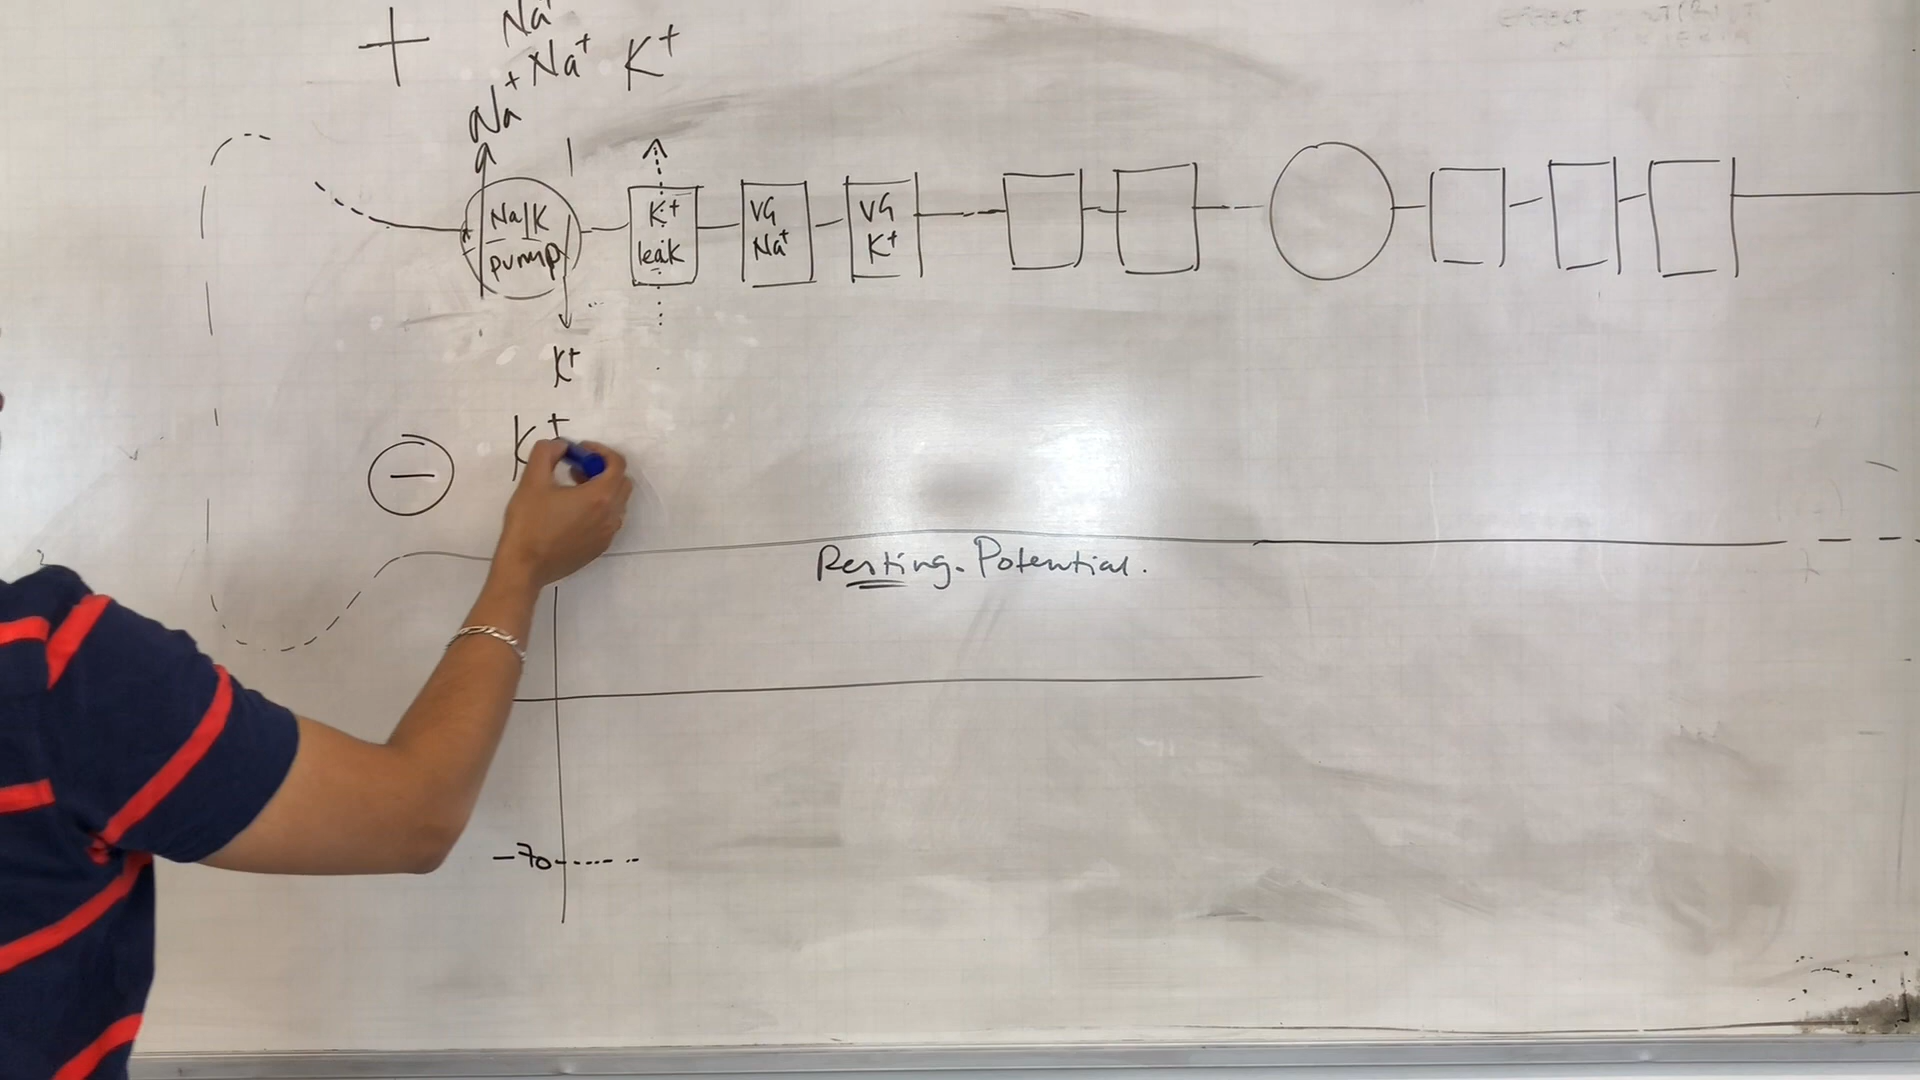 +
Na+
Na+ K+
Na+
Na/K
pump
K+
leak
VG
Na+
VG
K+
K+
K+
−
Resting Potential.
-70